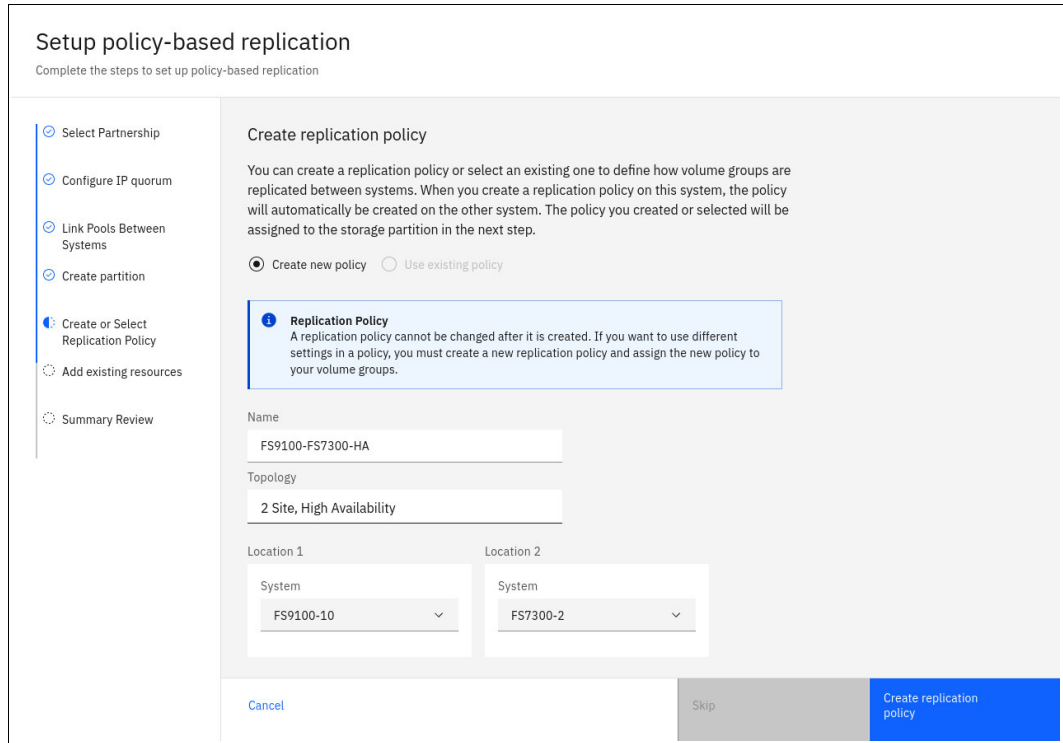 Setup policy-based replication
Complete the steps to set up policy-based replication
Select Partnership
Configure IP quorum
Link Pools Between
Systems
Create partition
Create or Select
Replication Policy
Add existing resources
Summary Review
Create replication policy
You can create a replication policy or select an existing one to define how volume groups are
replicated between systems. When you create a replication policy on this system, the policy
will automatically be created on the other system. The policy you created or selected will be
assigned to the storage partition in the next step.
Create new policy Use existing policy
Replication Policy
A replication policy cannot be changed after it is created. If you want to use different
settings in a policy, you must create a new replication policy and assign the new policy to
your volume groups.
Name
FS9100-FS7300-HA
Topology
2 Site, High Availability
Location 1 Location 2
System System
FS9100-10 FS7300-2
Cancel Skip Create replication
policy